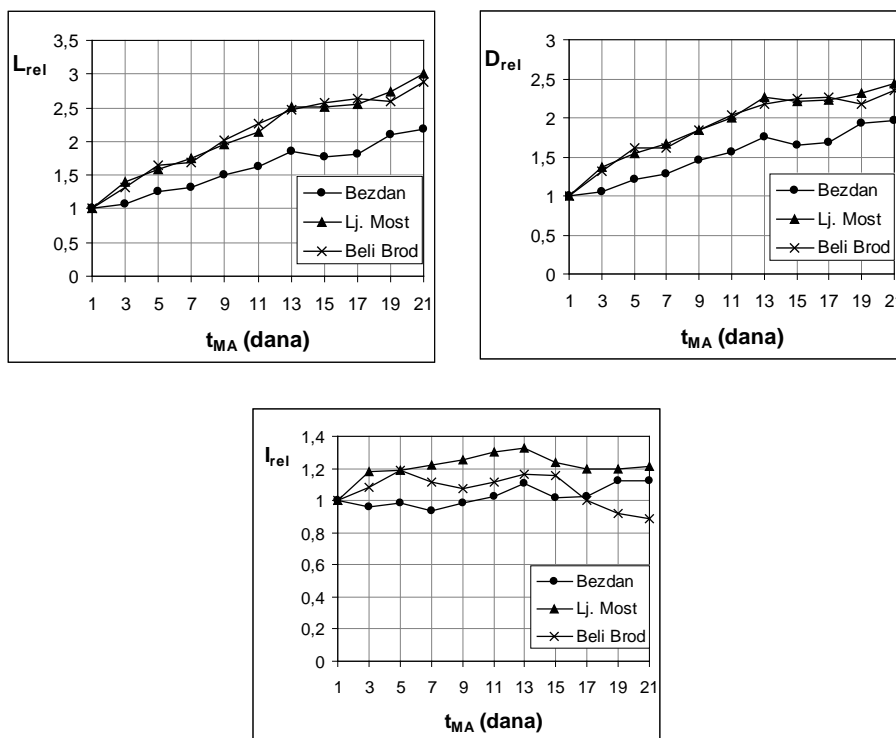 3,5
L_rel
3
2,5
2
1,5
1
0,5
0
Bezdan
Lj. Most
Beli Brod
1 3 5 7 9 11 13 15 17 19 21
t_MA (dana)
3
D_rel
2,5
2
1,5
1
0,5
0
Bezdan
Lj. Most
Beli Brod
1 3 5 7 9 11 13 15 17 19 2
t_MA (dana)
1,4
I_rel
1,2
1
0,8
0,6
0,4
0,2
0
Bezdan
Lj. Most
Beli Brod
1 3 5 7 9 11 13 15 17 19 21
t_MA (dana)